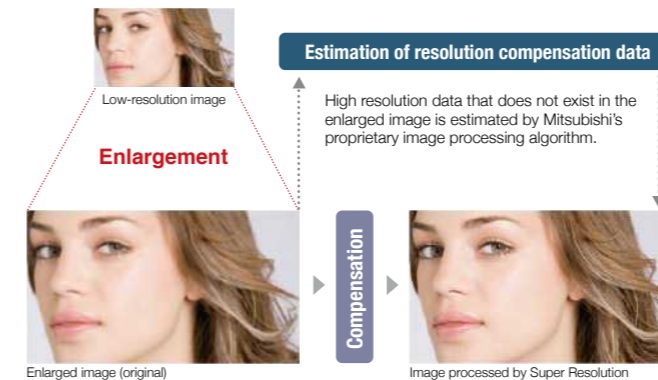 Estimation of resolution compensation data
Low-resolution image
High resolution data that does not exist in the
enlarged image is estimated by Mitsubishi's
proprietary image processing algorithm.
Enlargement
Compensation
Enlarged image (original)
Image processed by Super Resolution